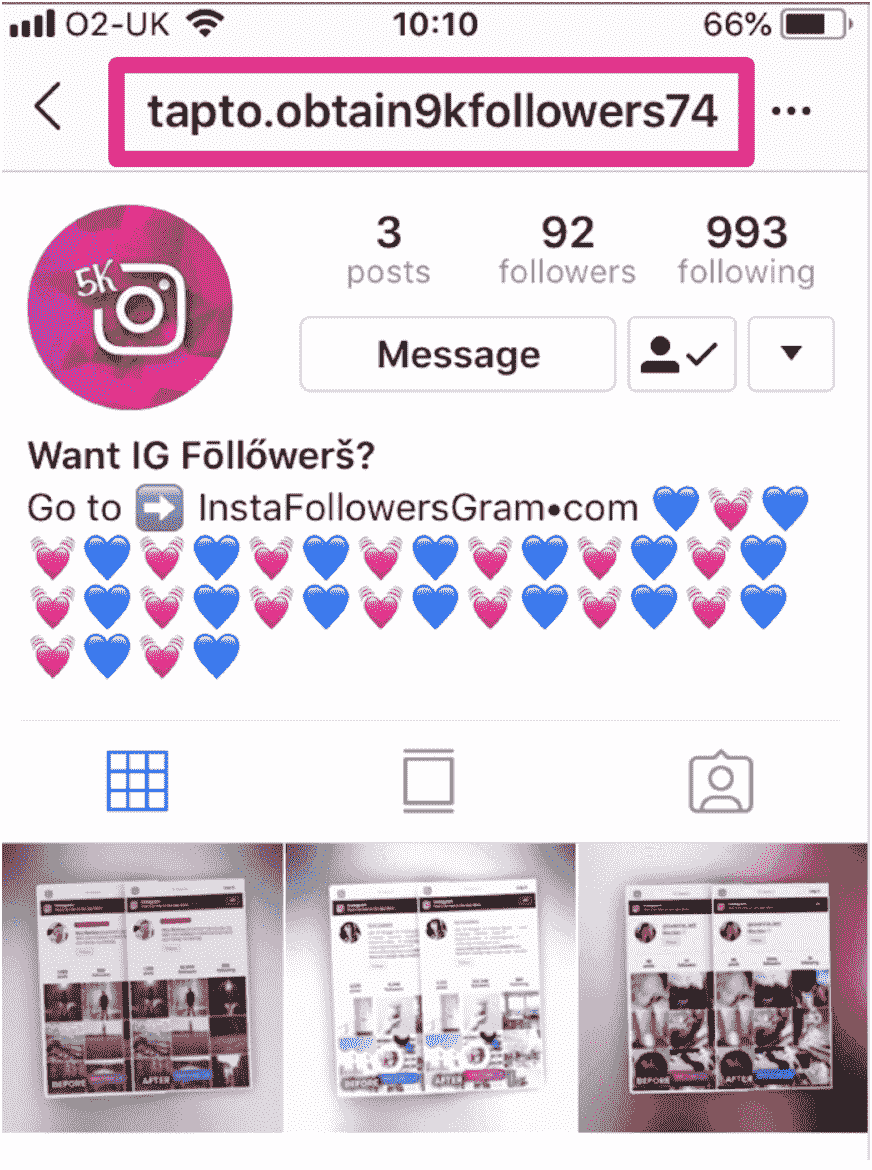 O2-UK 10:10 66%
tapto.obtain9kfollowers74
5K
3 92 993
posts followers following
Message
Want IG Fōllőwerš?
Go to ➡️ InstaFollowersGram•com 💙 💓 💙
💓 💙 💓 💙 💓 💙 💓 💙 💓 💙 💓 💙 💓 💙
💓 💙 💓 💙 💓 💙 💓 💙 💓 💙 💓 💙 💓 💙
💓 💙 💓 💙
BEFORE AFTER BEFORE AFTER BEFORE AFTER